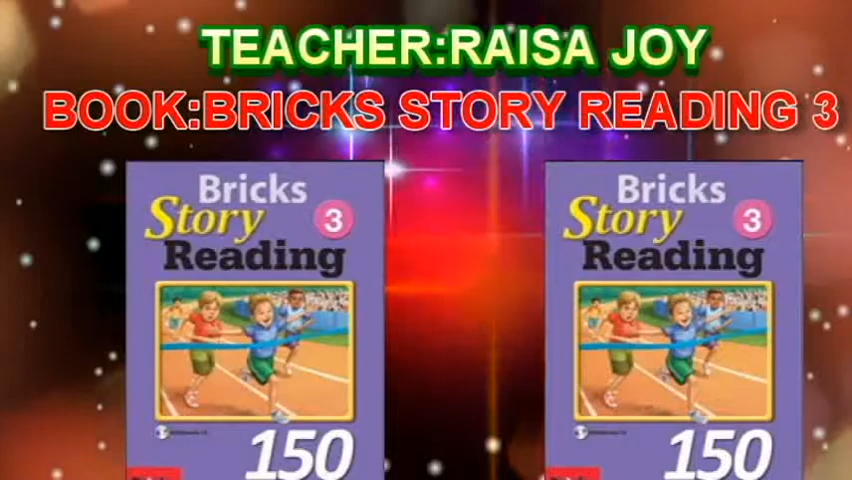 TEACHER:RAISA JOY
BOOK:BRICKS STORY READING 3
Bricks
Story 3
Reading
150
Bricks
Story 3
Reading
150